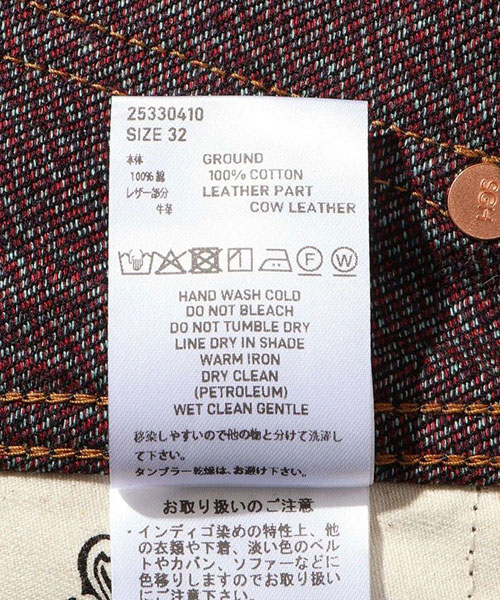 25330410
SIZE 32
本体 GROUND
100% 綿 100% COTTON
レザー部分 LEATHER PART
牛革 COW LEATHER
F W
HAND WASH COLD
DO NOT BLEACH
DO NOT TUMBLE DRY
LINE DRY IN SHADE
WARM IRON
DRY CLEAN
(PETROLEUM)
WET CLEAN GENTLE
移染しやすいので他の物と分けて洗濯し
て下さい。
タンブラー乾燥は、お避け下さい。
お取り扱いのご注意
・インディゴ染めの特性上、他
の衣類や下着、淡い色のベル
トやカバン、ソファーなどに
色移りしますのでお取り扱い
にご注意下さい。